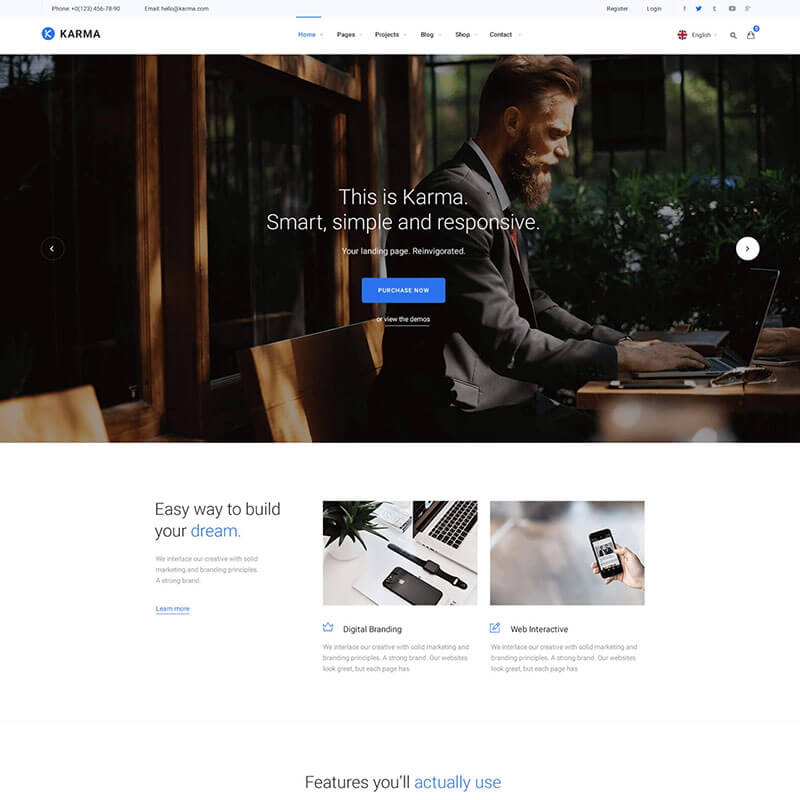 Phone: +0(123) 456-78-90 Email: hello@karma.com Register Login
KARMA Home Pages Projects Blog Shop Contact English
This is Karma.
Smart, simple and responsive.
Your landing page. Reinvigorated.
PURCHASE NOW
or view the demos
Easy way to build
your dream.
We interlace our creative with solid
marketing and branding principles.
A strong brand.
Learn more
Digital Branding
We interlace our creative with solid marketing and
branding principles. A strong brand. Our websites
look greet, but each page has
Web Interactive
We interlace our creative with solid marketing and
branding principles. A strong brand. Our websites
look greet, but each page has
Features you'll actually use